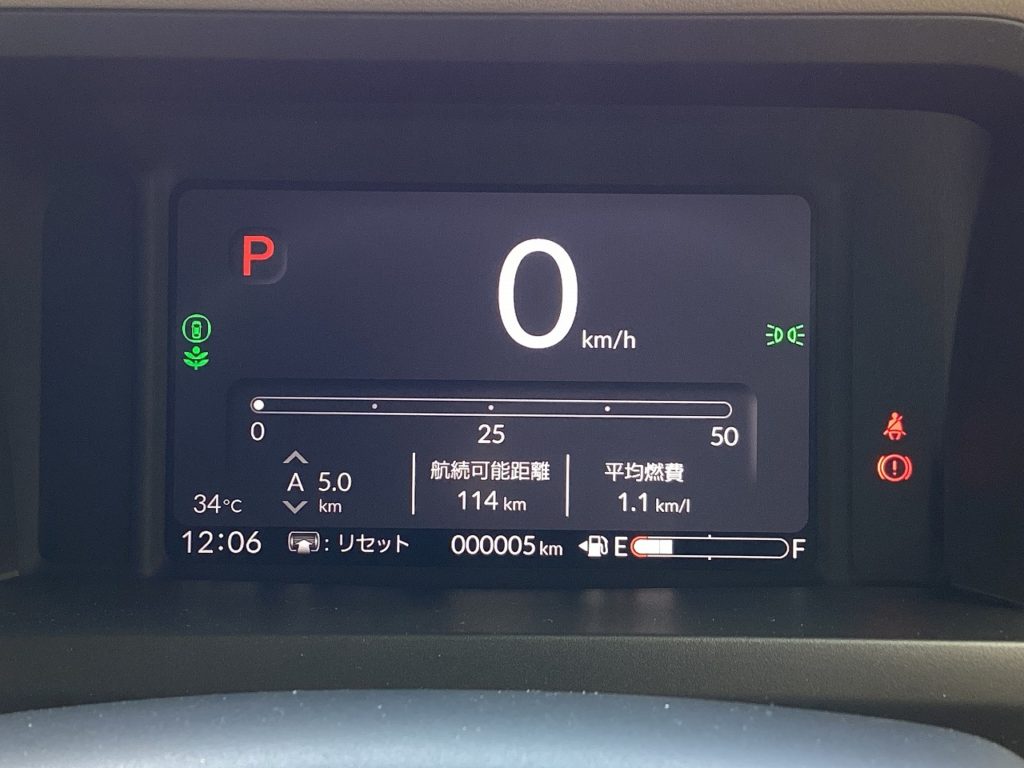 P
0 km/h
0 25 50
A 5.0 km
航続可能距離
114 km
平均燃費
1.1 km/l
34°C
12:06 : リセット 000005 km E F